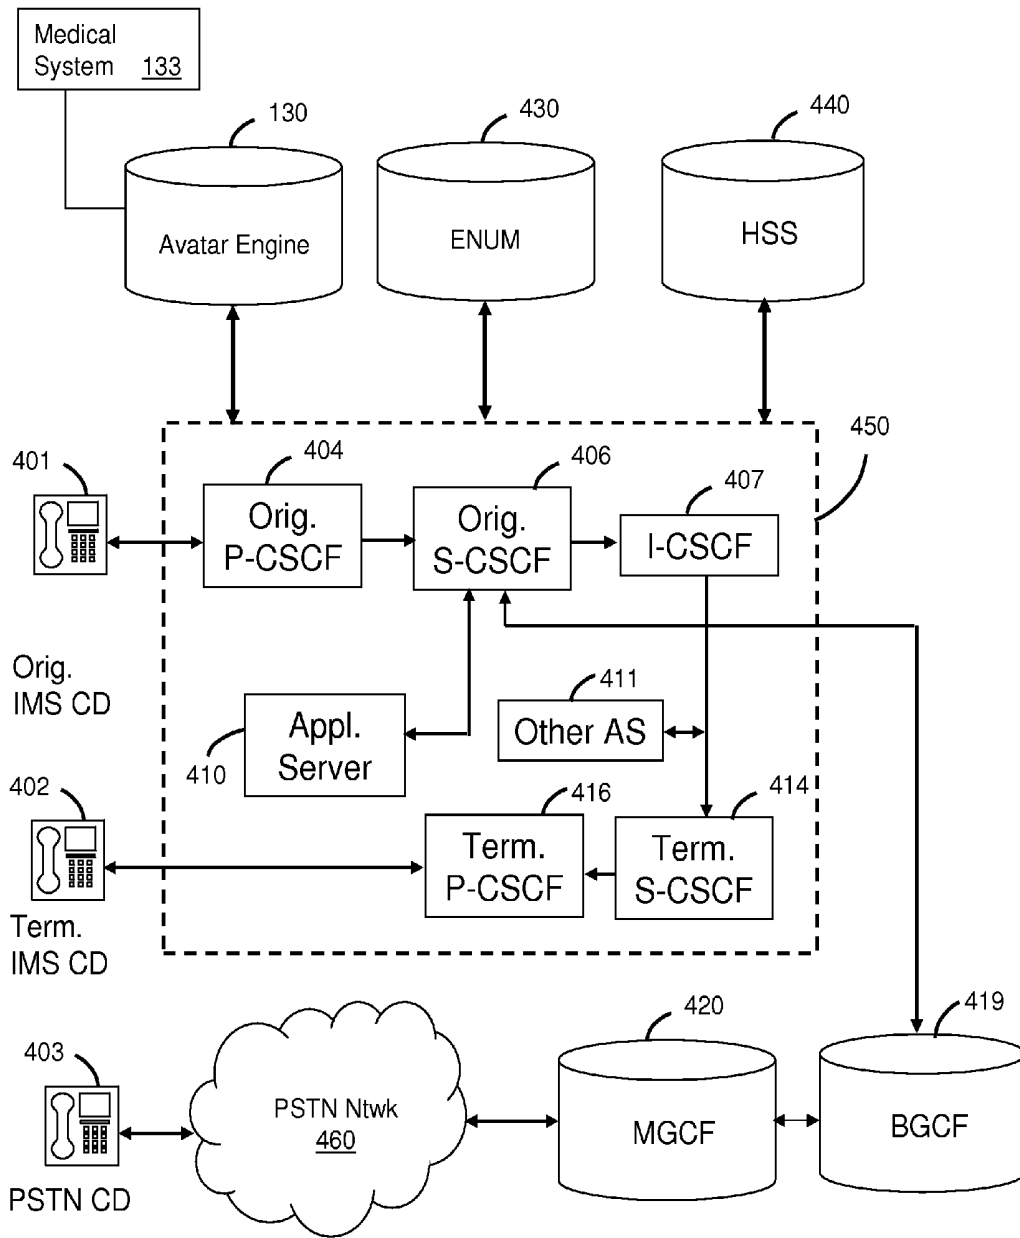 Medical
System 133
130
430
440
Avatar Engine
ENUM
HSS
450
401
404
406
407
Orig.
P-CSCF
Orig.
S-CSCF
I-CSCF
Orig.
IMS CD
411
Other AS
Appl.
Server
410
402
416
414
Term.
P-CSCF
Term.
S-CSCF
Term.
IMS CD
420
419
403
PSTN Ntwk
460
MGCF
BGCF
PSTN CD